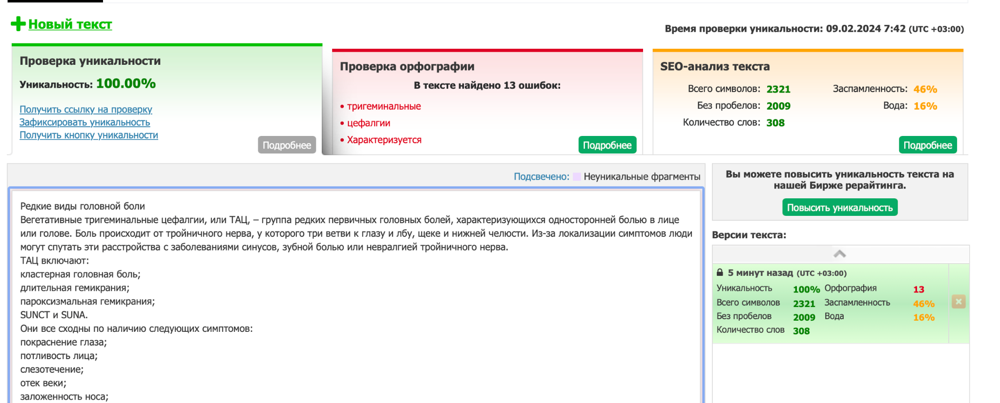 Новый текст
Время проверки уникальности: 09.02.2024 7:42 (UTC +03:00)
Проверка уникальности
Уникальность: 100.00%
Получить ссылку на проверку
Зафиксировать уникальность
Получить кнопку уникальности
Подробнее
Проверка орфографии
В тексте найдено 13 ошибок:
• тригеминальные
• цефалгии
• Характеризуется
Подробнее
SEO-анализ текста
Всего символов: 2321 Заспамленность: 46%
Без пробелов: 2009 Вода: 16%
Количество слов: 308
Подробнее
Подсвечено: Неуникальные фрагменты
Редкие виды головной боли
Вегетативные тригеминальные цефалгии, или ТАЦ, – группа редких первичных головных болей, характеризующихся односторонней болью в лице
или голове. Боль происходит от тройничного нерва, у которого три ветви к глазу и лбу, щеке и нижней челюсти. Из-за локализации симптомов люди
могут спутать эти расстройства с заболеваниями синусов, зубной болью или невралгией тройничного нерва.
ТАЦ включают:
кластерная головная боль;
длительная гемикрания;
пароксизмальная гемикрания;
SUNCT и SUNA.
Они все сходны по наличию следующих симптомов:
покраснение глаза;
потливость лица;
слезотечение;
отек веки;
заложенность носа;
Вы можете повысить уникальность текста на
нашей Бирже рерайтинга.
Повысить уникальность
Версии текста:
5 минут назад (UTC +03:00)
Уникальность 100% Орфография 13
Всего символов 2321 Заспамленность 46%
Без пробелов 2009 Вода 16%
Количество слов 308